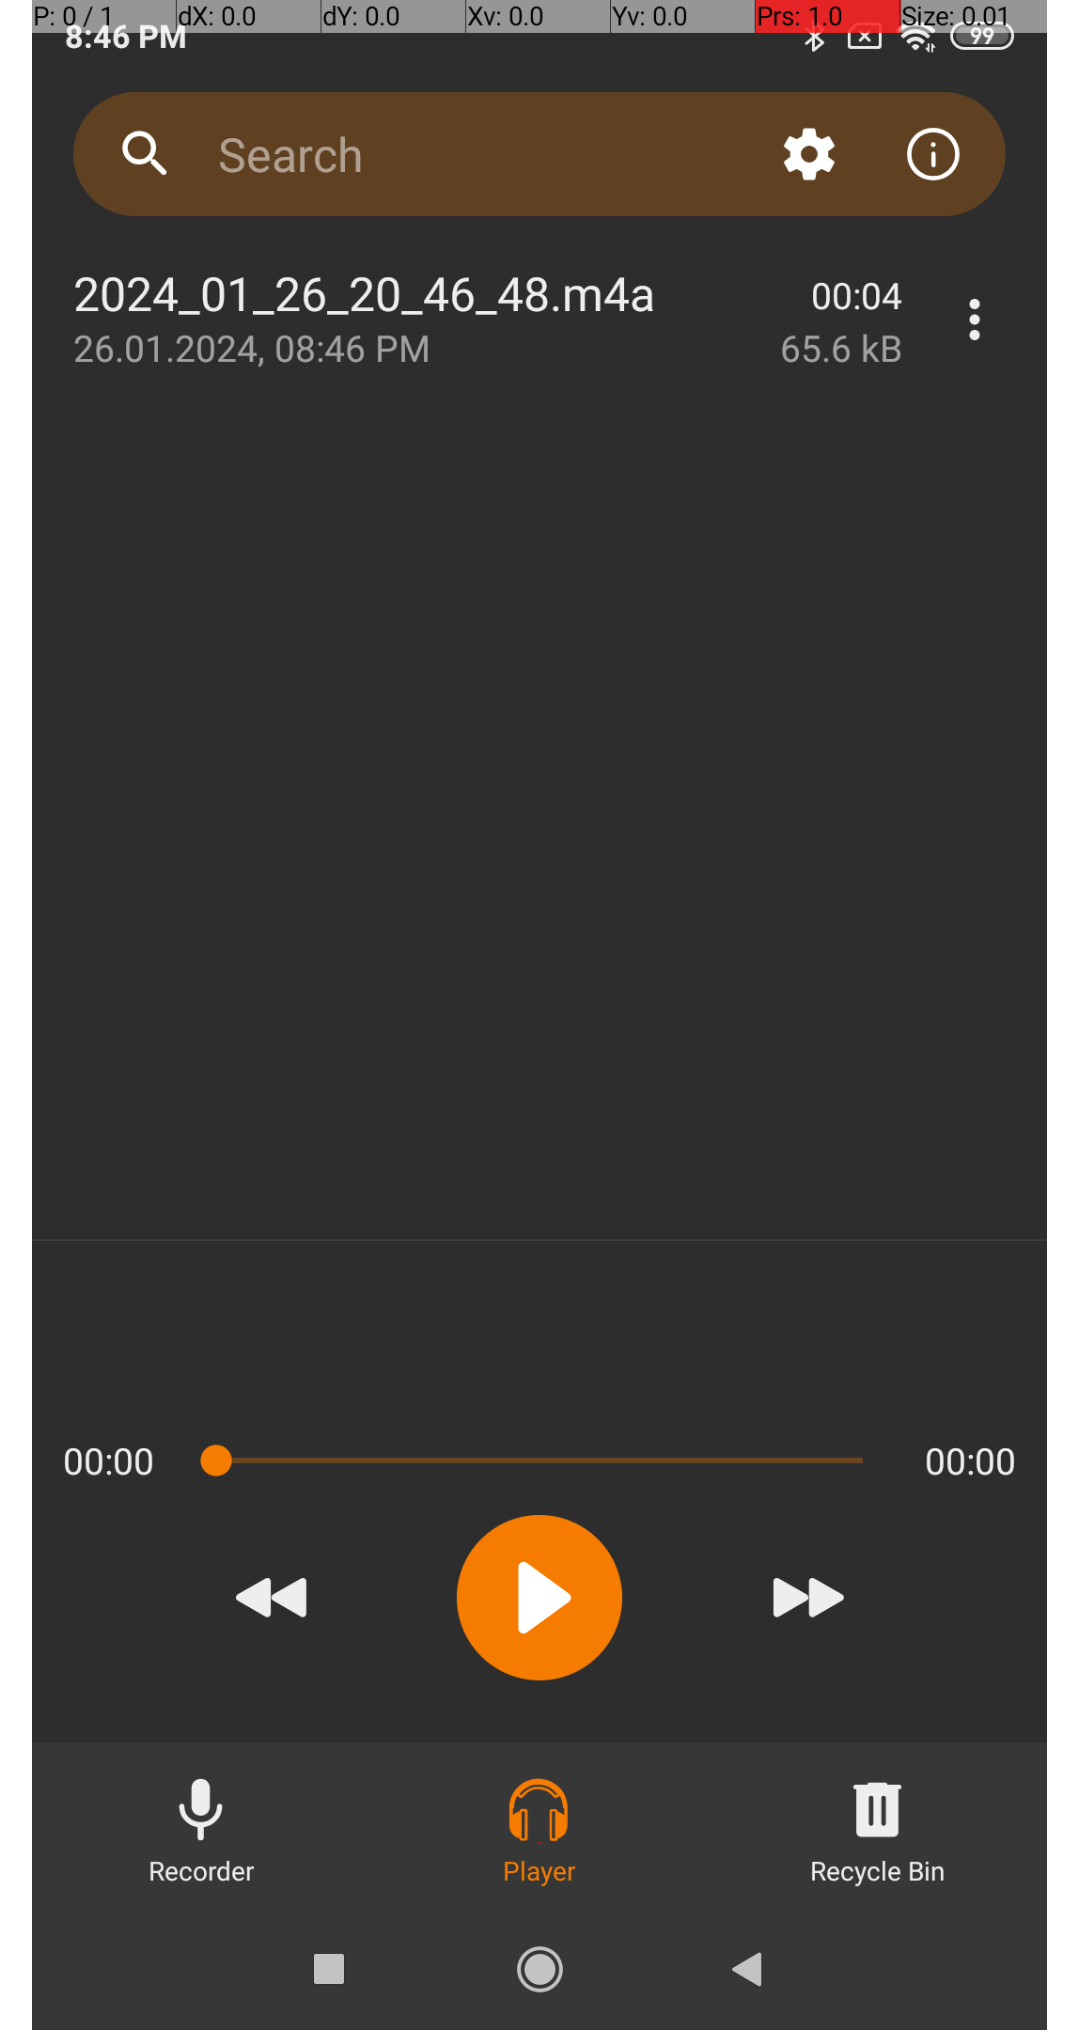 P: 0 / 1 dX: 0.0 dY: 0.0 Xv: 0.0 Yv: 0.0 Prs: 1.0 Size: 0.01
8:46 PM 99
Search
2024_01_26_20_46_48.m4a 00:04
26.01.2024, 08:46 PM 65.6 kB
00:00 00:00
Recorder Player Recycle Bin